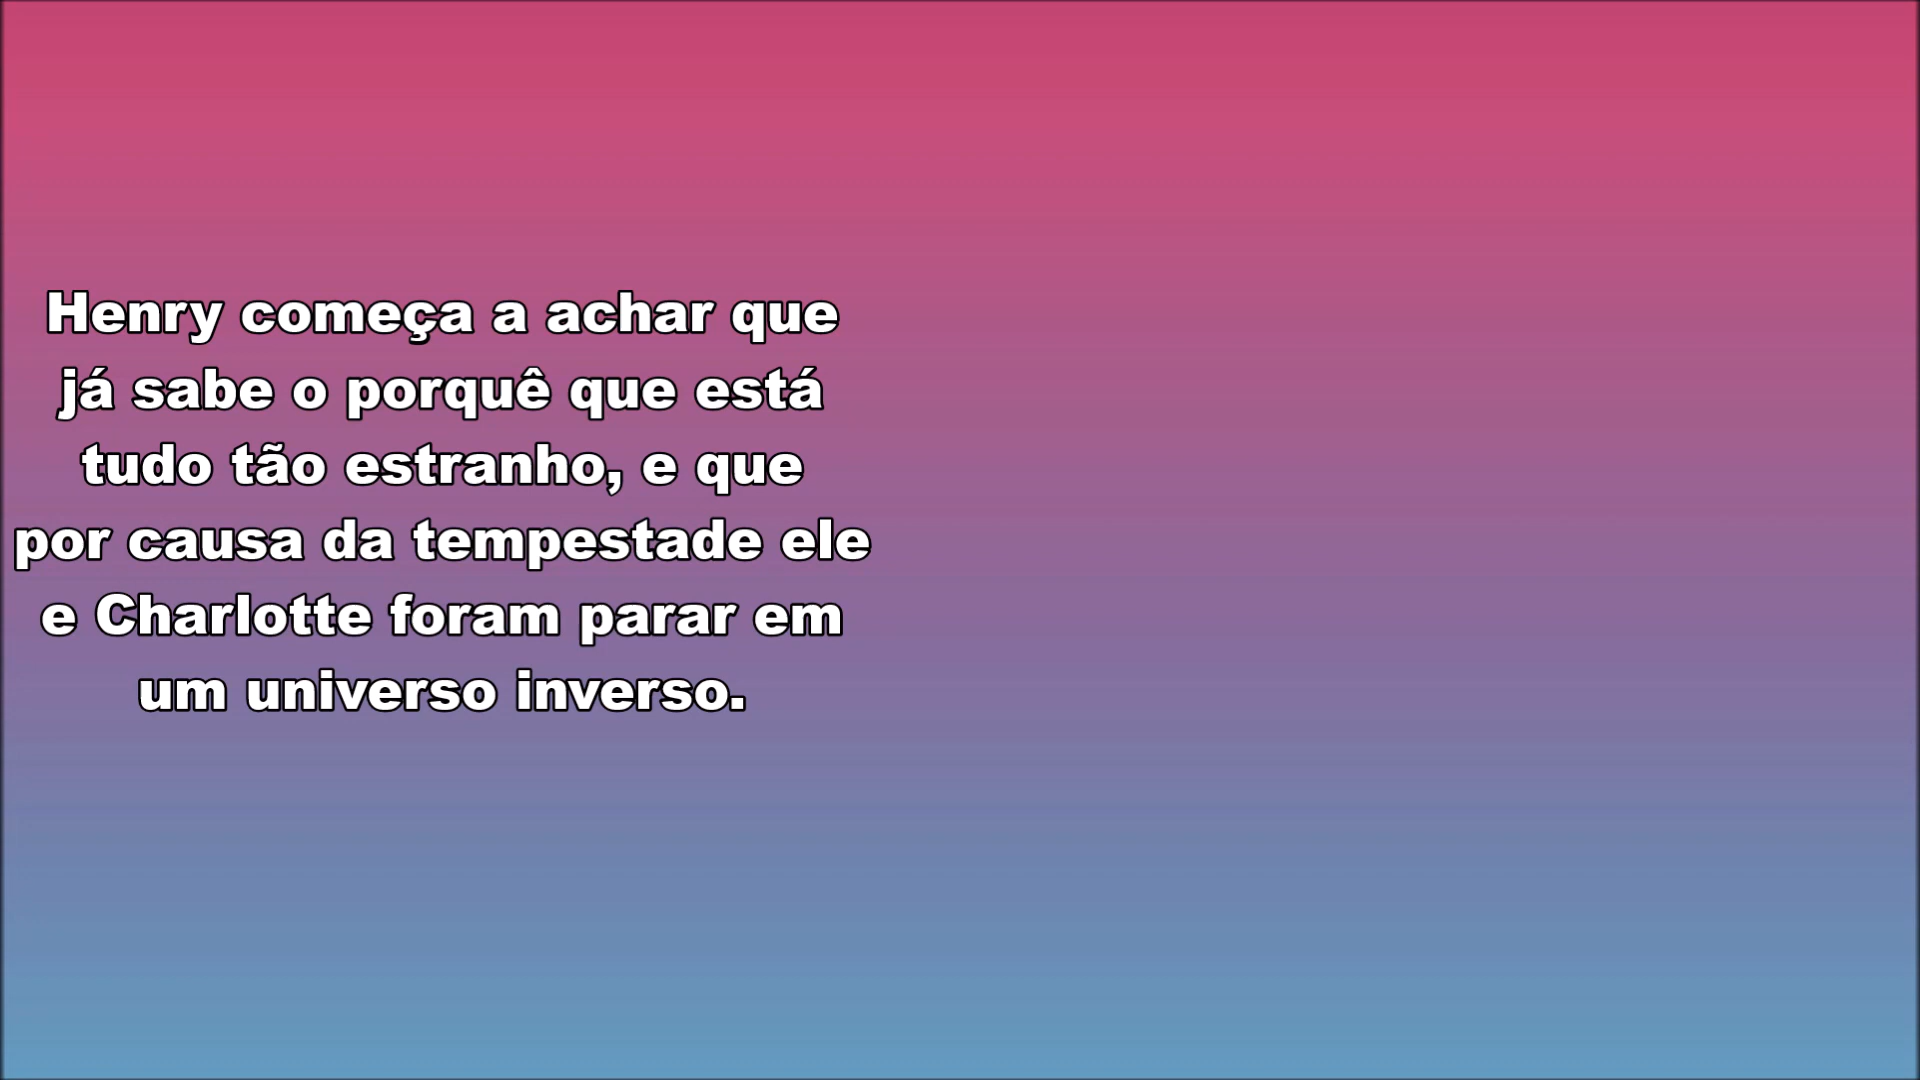 Henry começa a achar que
já sabe o porquê que está
tudo tão estranho, e que
por causa da tempestade ele
e Charlotte foram parar em
um universo inverso.